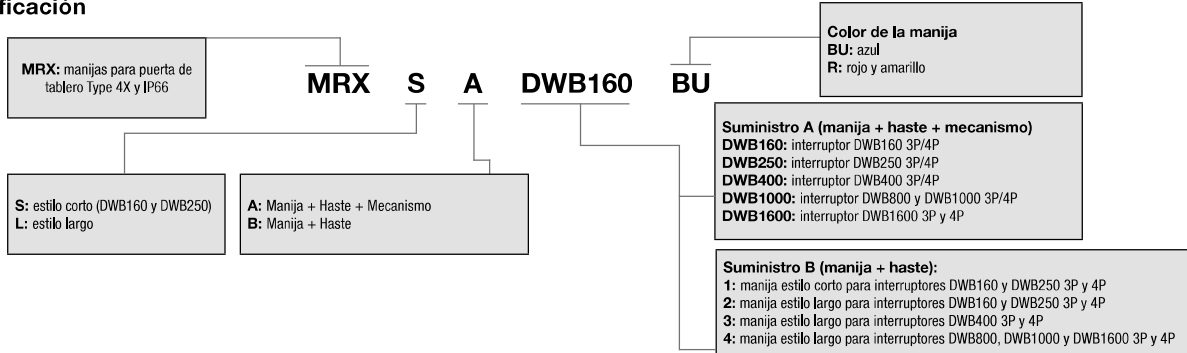 ficación
MRX: manijas para puerta de
tablero Type 4X y IP66
MRX S A DWB160 BU
Color de la manija
BU: azul
R: rojo y amarillo
S: estilo corto (DWB160 y DWB250)
L: estilo largo
A: Manija + Haste + Mecanismo
B: Manija + Haste
Suministro A (manija + haste + mecanismo)
DWB160: interruptor DWB160 3P/4P
DWB250: interruptor DWB250 3P/4P
DWB400: interruptor DWB400 3P/4P
DWB1000: interruptor DWB800 y DWB1000 3P/4P
DWB1600: interruptor DWB1600 3P y 4P
Suministro B (manija + haste):
1: manija estilo corto para interruptores DWB160 y DWB250 3P y 4P
2: manija estilo largo para interruptores DWB160 y DWB250 3P y 4P
3: manija estilo largo para interruptores DWB400 3P y 4P
4: manija estilo largo para interruptores DWB800, DWB1000 y DWB1600 3P y 4P